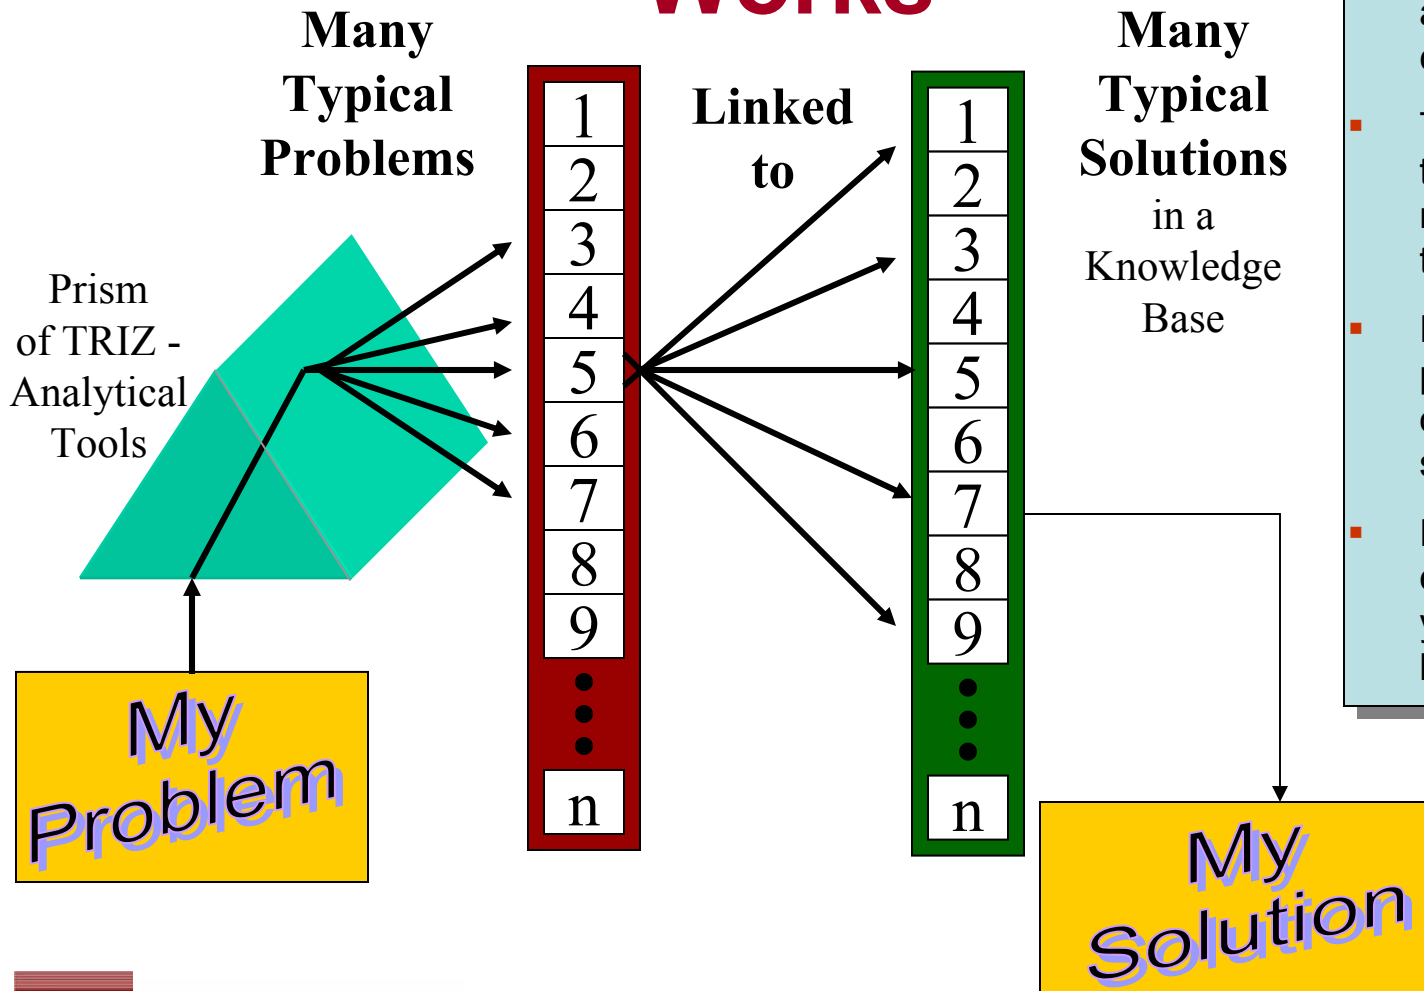 Works
Many
Typical
Problems
Prism
of TRIZ -
Analytical
Tools
My
Problem
1
2
3
4
5
6
7
8
9
n
Linked
to
1
2
3
4
5
6
7
8
9
n
Many
Typical
Solutions
in a
Knowledge
Base
My
Solution